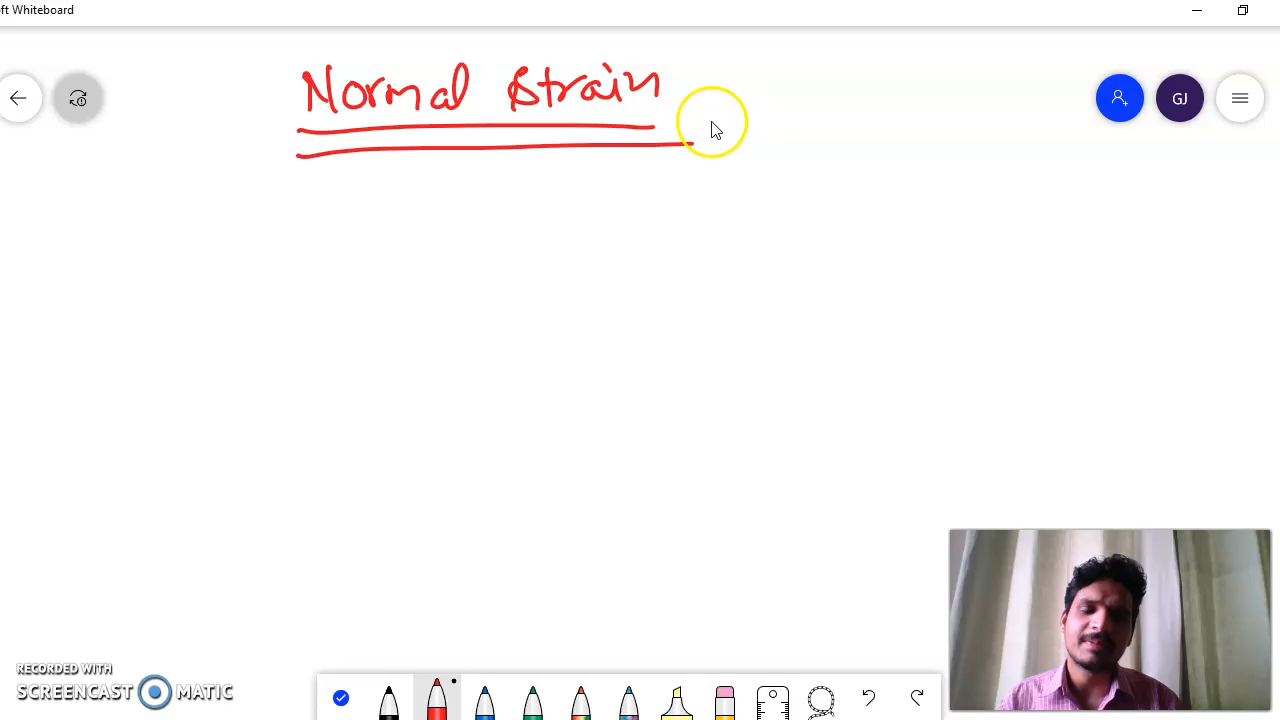 ft Whiteboard
Normal Strain
GJ
RECORDED WITH
SCREENCAST MATIC